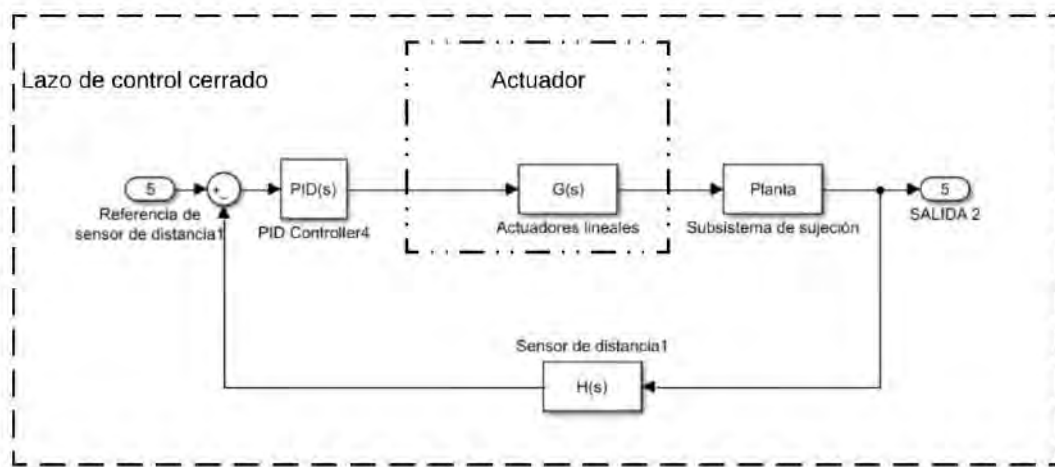 Lazo de control cerrado
Actuador
5
+
-
PID(s)
G(s)
Planta
5
Referencia de
sensor de distancia1
PID Controller4
Actuadores lineales
Subsistema de sujeción
SALIDA 2
Sensor de distancia1
H(s)